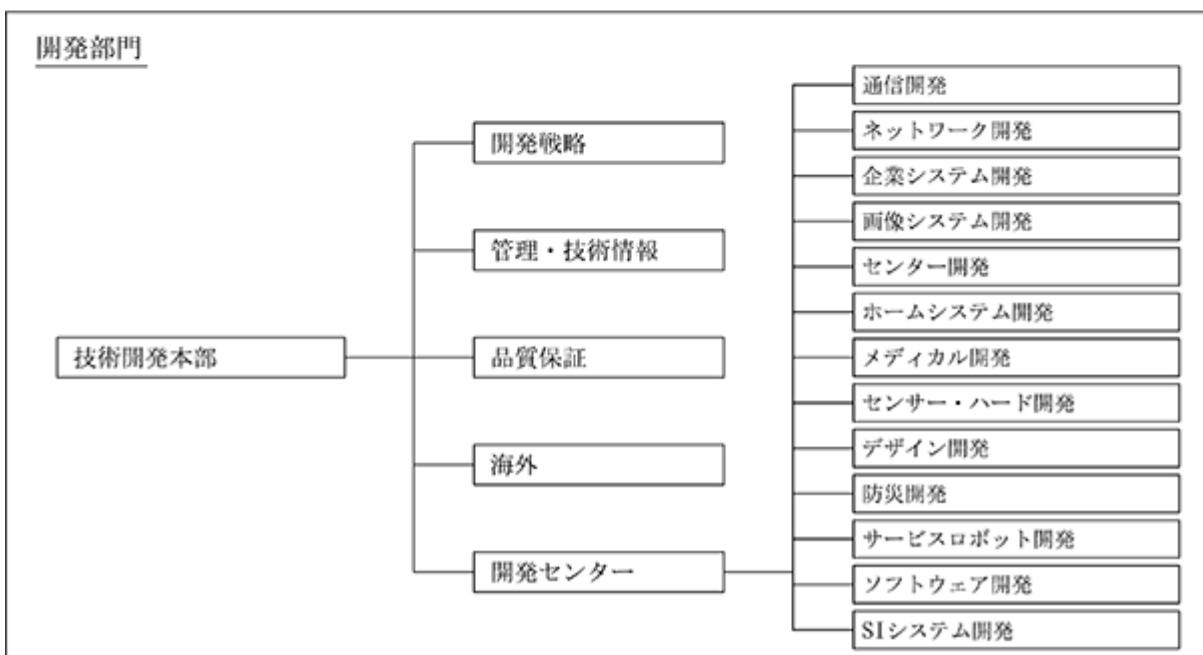 開発部門
技術開発本部
開発戦略
管理・技術情報
品質保証
海外
開発センター
通信開発
ネットワーク開発
企業システム開発
画像システム開発
センター開発
ホームシステム開発
メディカル開発
センサー・ハード開発
デザイン開発
防災開発
サービスロボット開発
ソフトウェア開発
SIシステム開発